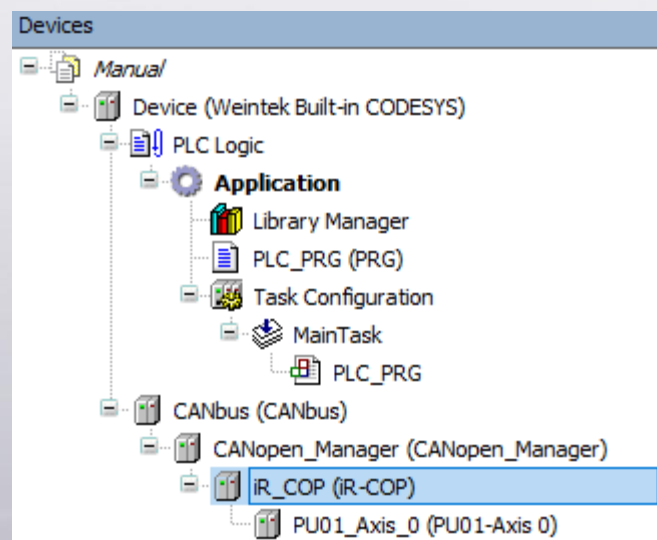 Devices
Manual
Device (Weintek Built-in CODESYS)
PLC Logic
Application
Library Manager
PLC_PRG (PRG)
Task Configuration
MainTask
PLC_PRG
CANbus (CANbus)
CANopen_Manager (CANopen_Manager)
iR_COP (iR-COP)
PU01_Axis_0 (PU01-Axis 0)